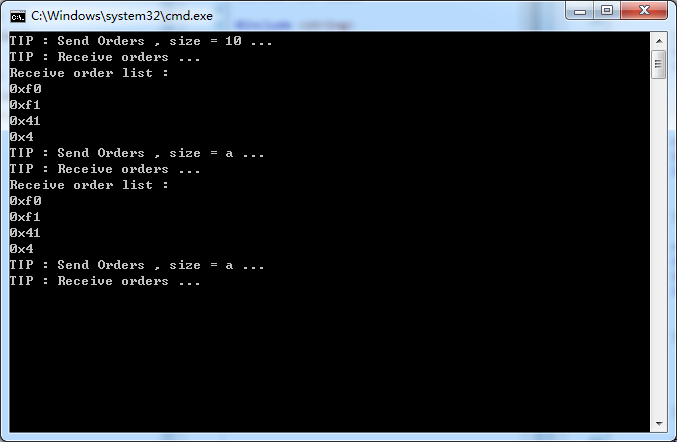 #include <string>
C:\Windows\system32\cmd.exe
TIP : Send Orders , size = 10 ...
TIP : Receive orders ...
Receive order list :
0xf0
0xf1
0x41
0x4
TIP : Send Orders , size = a ...
TIP : Receive orders ...
Receive order list :
0xf0
0xf1
0x41
0x4
TIP : Send Orders , size = a ...
TIP : Receive orders ...